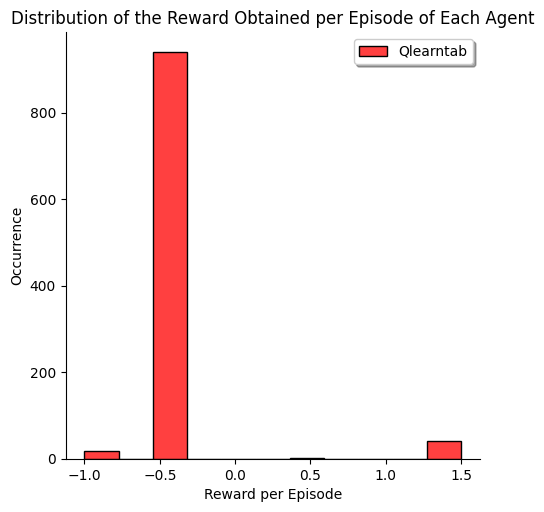 Distribution of the Reward Obtained per Episode of Each Agent
Qlearntab
800
600
400
200
0
Occurrence
−1.0 −0.5 0.0 0.5 1.0 1.5
Reward per Episode